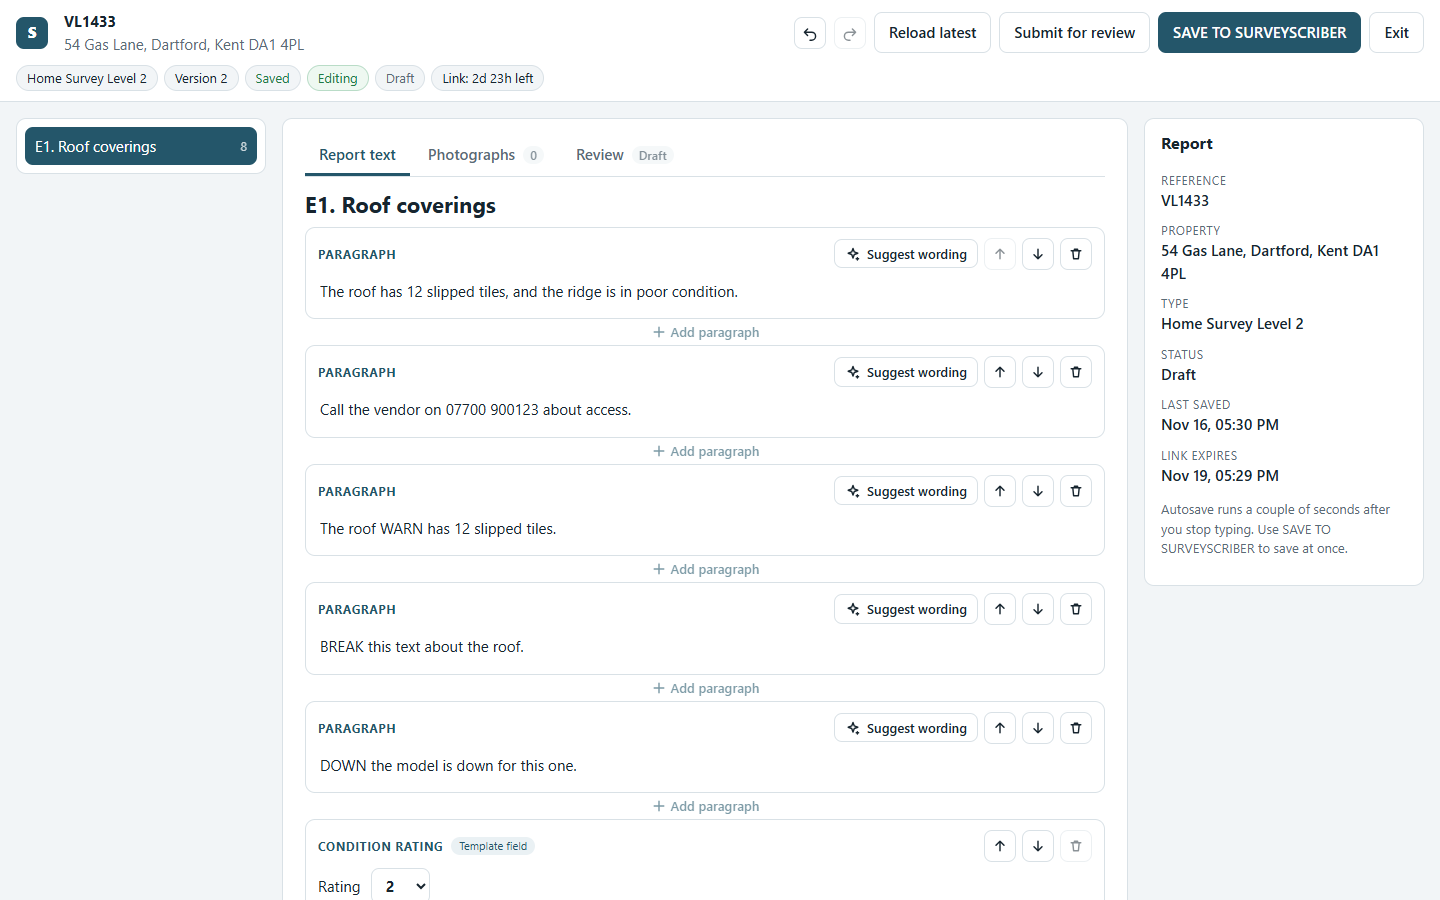 S
VL1433
54 Gas Lane, Dartford, Kent DA1 4PL
Reload latest
Submit for review
SAVE TO SURVEYSCRIBER
Exit
Home Survey Level 2
Version 2
Saved
Editing
Draft
Link: 2d 23h left
E1. Roof coverings 8
Report text
Photographs 0
Review Draft
E1. Roof coverings
PARAGRAPH
Suggest wording
The roof has 12 slipped tiles, and the ridge is in poor condition.
Add paragraph
PARAGRAPH
Suggest wording
Call the vendor on 07700 900123 about access.
Add paragraph
PARAGRAPH
Suggest wording
The roof WARN has 12 slipped tiles.
Add paragraph
PARAGRAPH
Suggest wording
BREAK this text about the roof.
Add paragraph
PARAGRAPH
Suggest wording
DOWN the model is down for this one.
Add paragraph
CONDITION RATING Template field
Rating 2
Report
REFERENCE
VL1433
PROPERTY
54 Gas Lane, Dartford, Kent DA1
4PL
TYPE
Home Survey Level 2
STATUS
Draft
LAST SAVED
Nov 16, 05:30 PM
LINK EXPIRES
Nov 19, 05:29 PM
Autosave runs a couple of seconds after
you stop typing. Use SAVE TO
SURVEYSCRIBER to save at once.